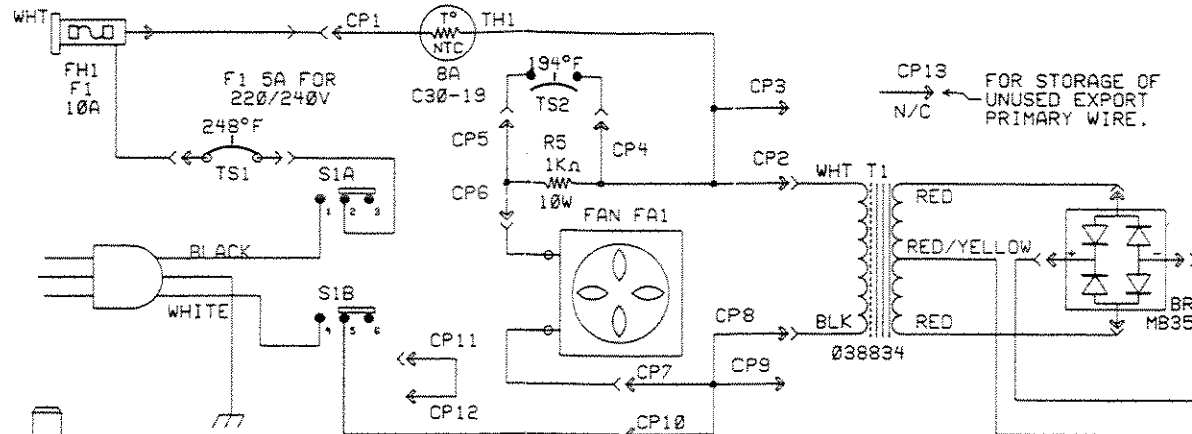 WHT
CP1
T°
NTC
TH1
8A
C30-19
FH1
F1
10A
F1 5A FOR
220/240V
194°F
TS2
CP3
CP13
N/C
FOR STORAGE OF
UNUSED EXPORT
PRIMARY WIRE.
248°F
TS1
CP5
CP4
R5
1KΩ
10W
CP6
CP2
WHT T1
RED
S1A
1 2 3
FAN FA1
BLACK
RED/YELLOW
+ -
WHITE
S1B
4 5 6
CP11
CP12
CP8
BLK
RED
038834
BR
MB35
CP7
CP9
CP10